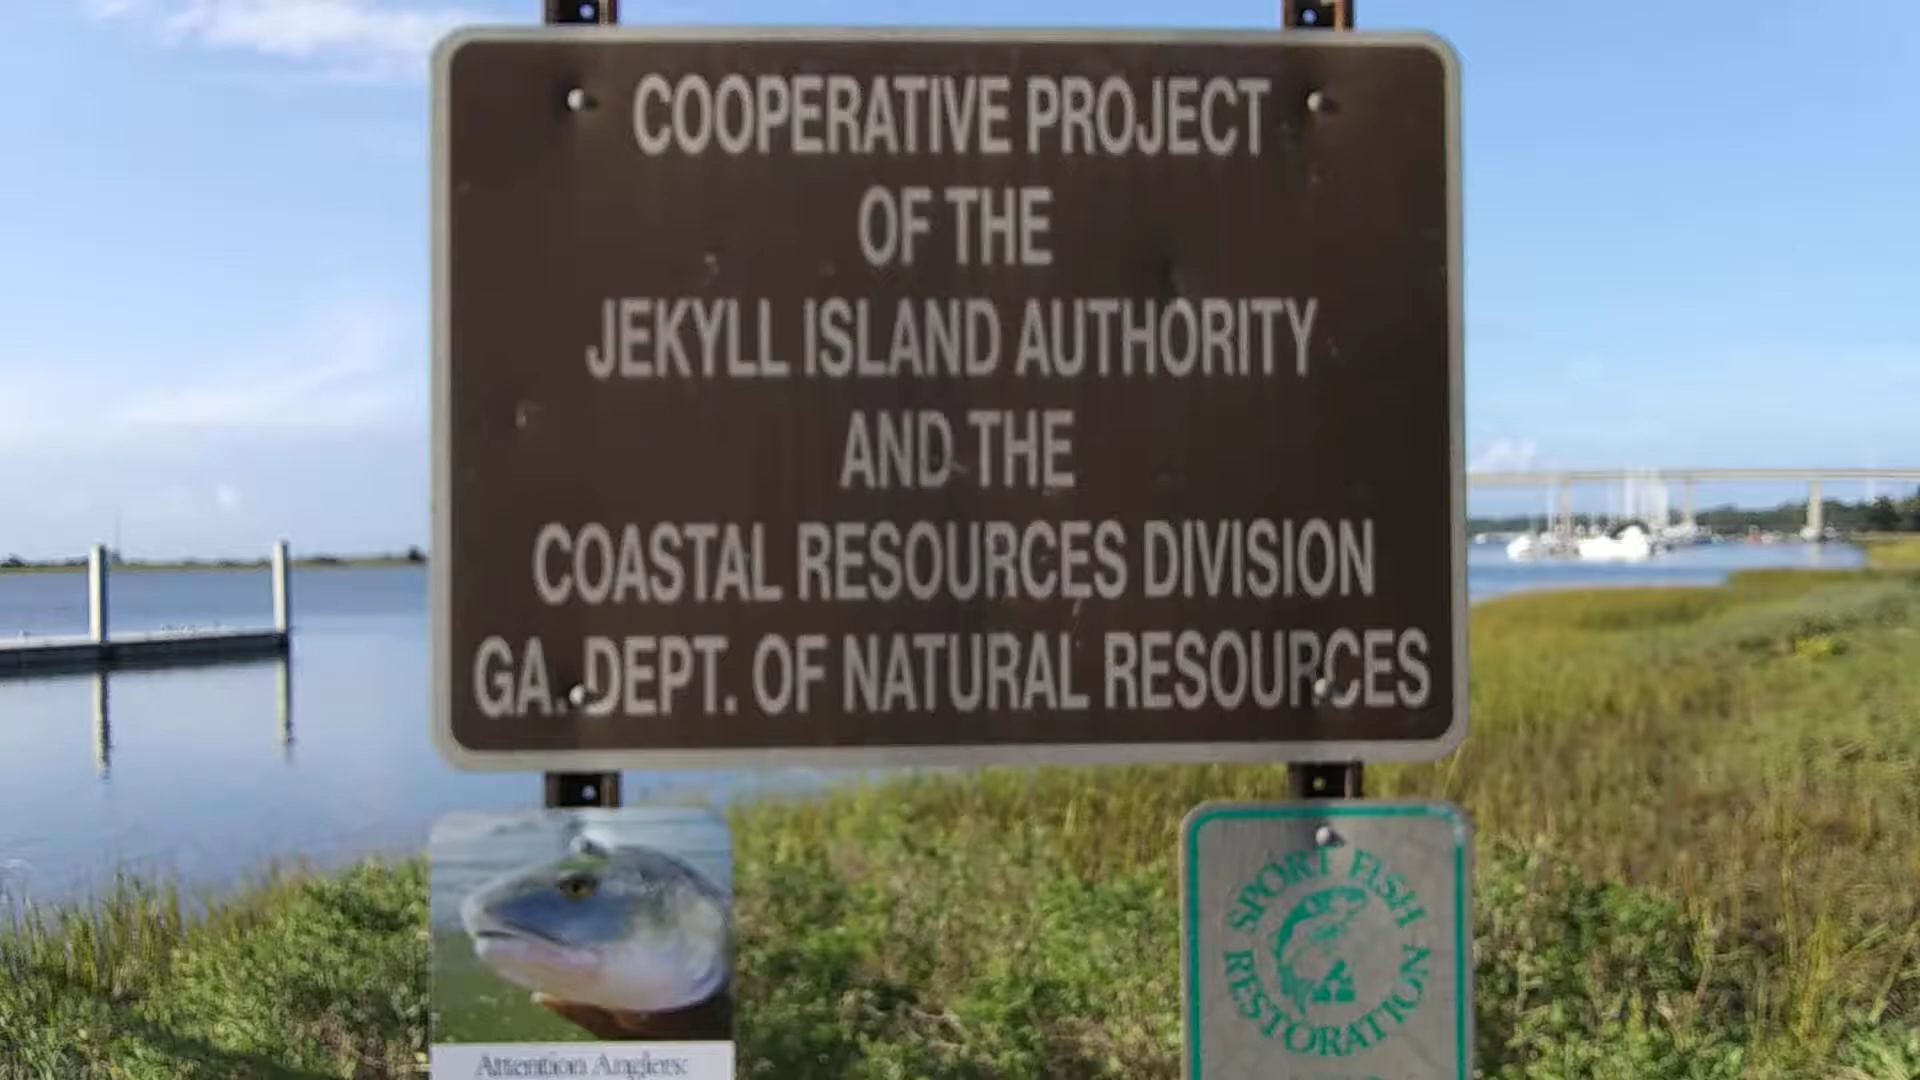 COOPERATIVE PROJECT
OF THE
JEKYLL ISLAND AUTHORITY
AND THE
COASTAL RESOURCES DIVISION
GA. DEPT. OF NATURAL RESOURCES
Attention Anglers:
SPORT FISH
RESTORATION